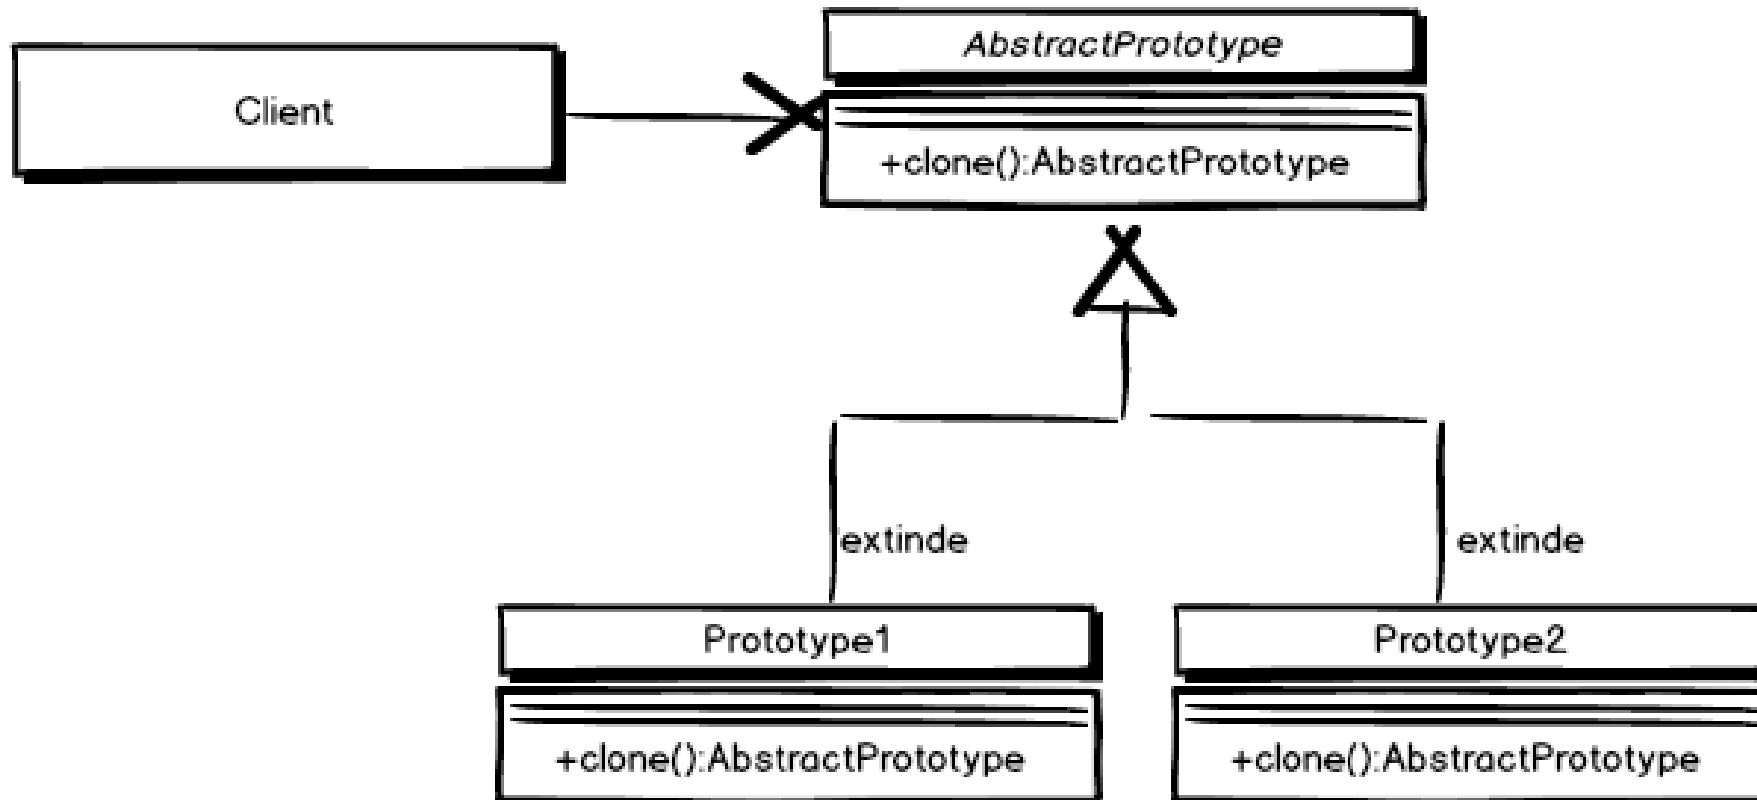 AbstractPrototype
Client
+clone():AbstractPrototype
extinde
extinde
Prototype1
Prototype2
+clone():AbstractPrototype
+clone():AbstractPrototype